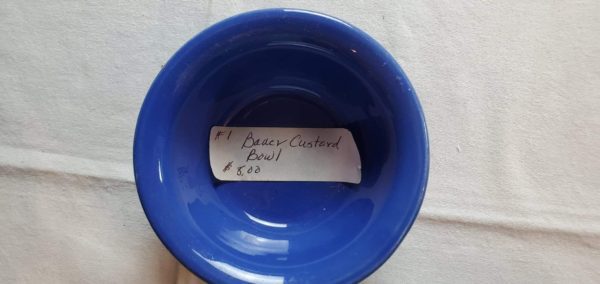 #1 Bauer Custard
Bowl
$ 8.00